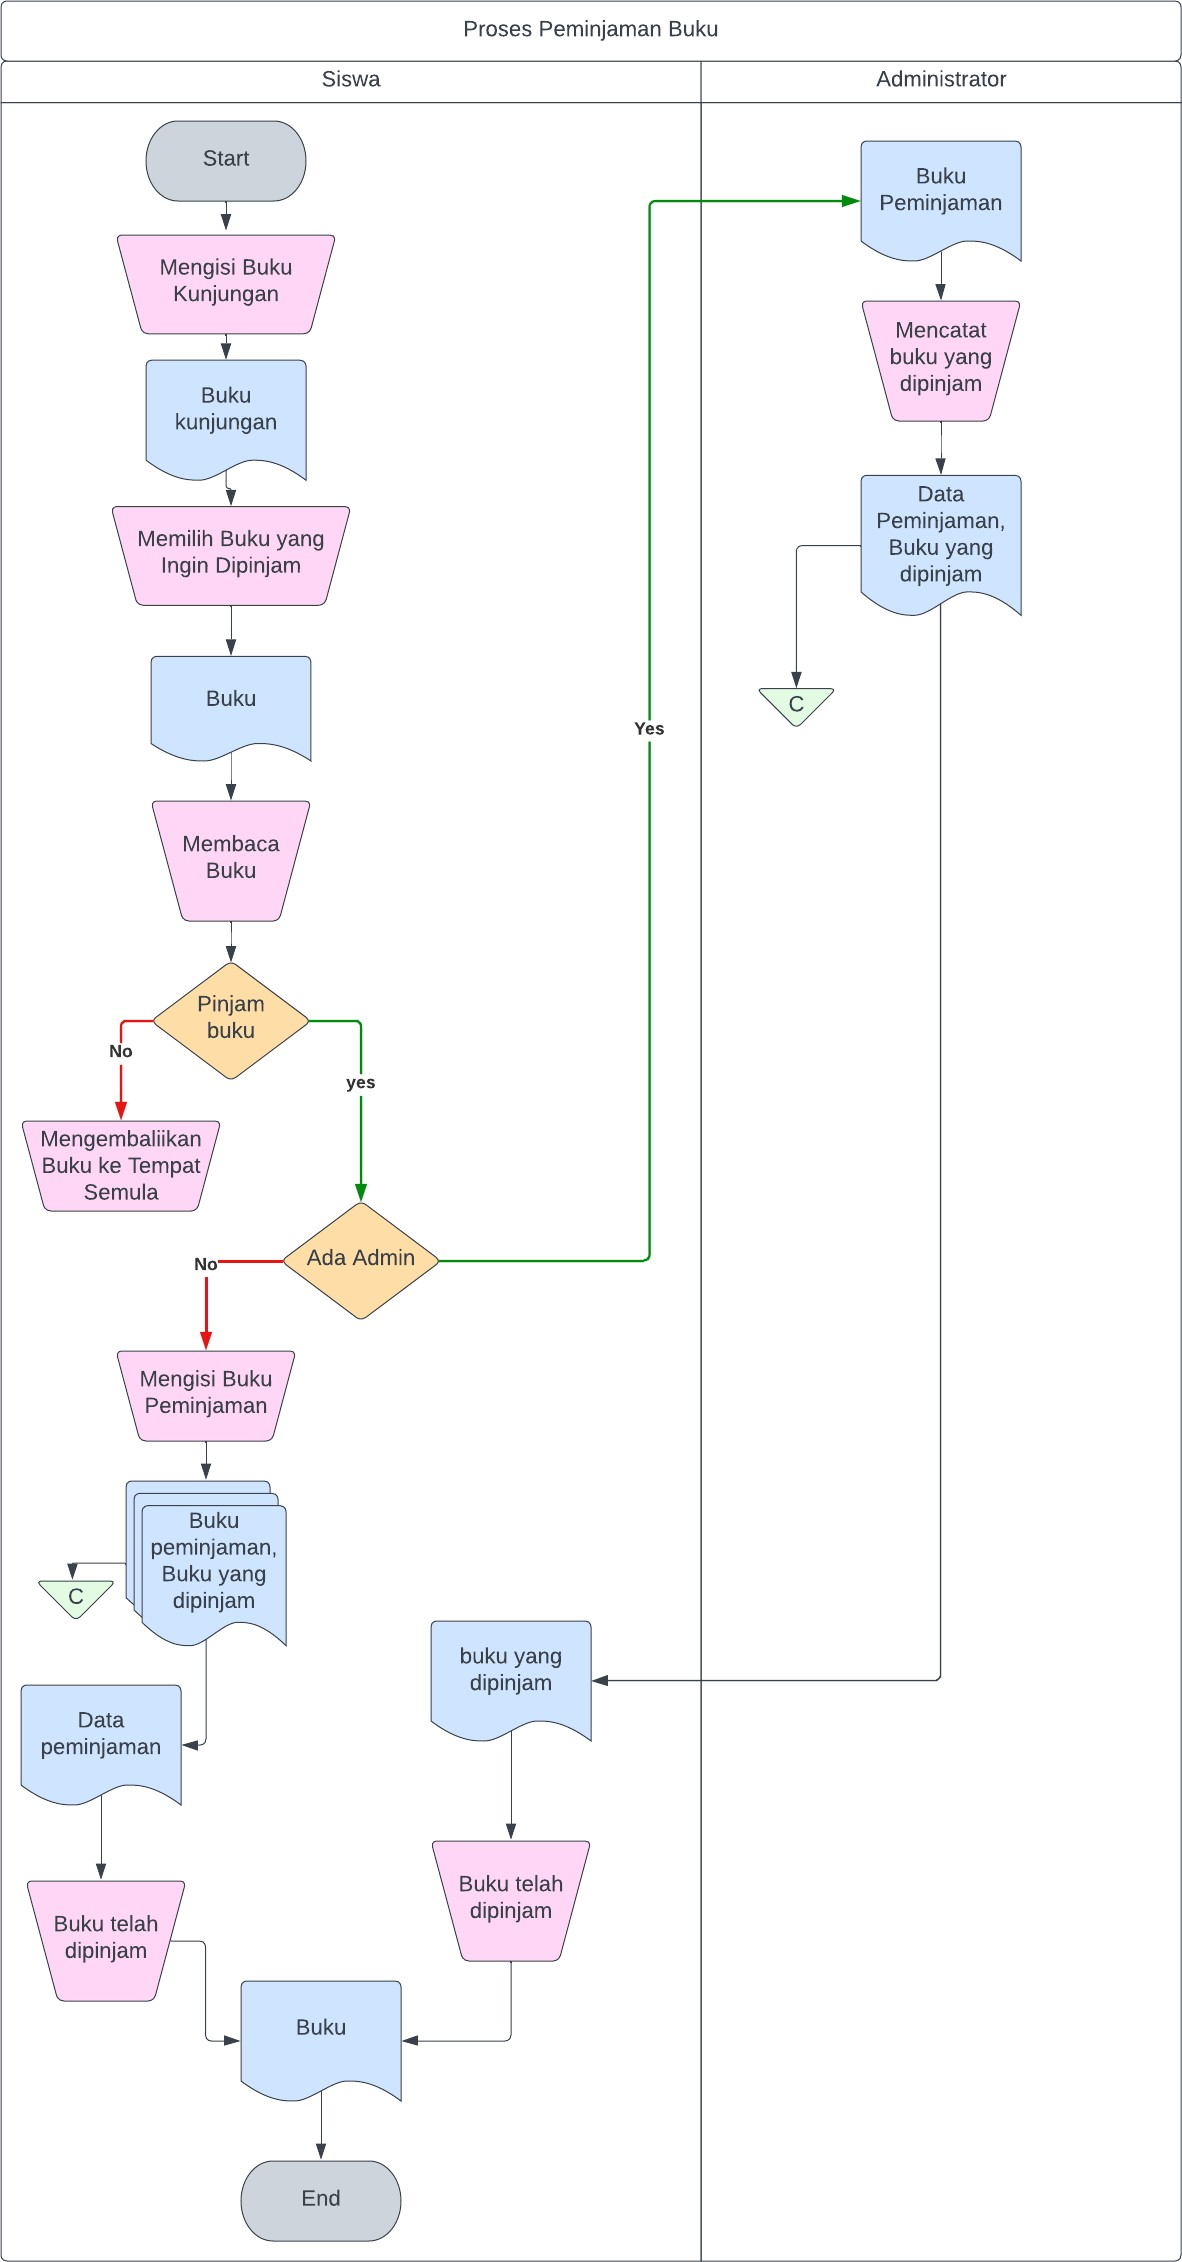 Proses Peminjaman Buku
Siswa
Administrator
Start
Mengisi Buku
Kunjungan
Buku
kunjungan
Memilih Buku yang
Ingin Dipinjam
Buku
Membaca
Buku
Pinjam
buku
No
yes
Mengembaliikan
Buku ke Tempat
Semula
Ada Admin
No
Yes
Mengisi Buku
Peminjaman
Buku
peminjaman,
Buku yang
dipinjam
C
Data
peminjaman
Buku telah
dipinjam
Buku
Peminjaman
Mencatat
buku yang
dipinjam
Data
Peminjaman,
Buku yang
dipinjam
C
buku yang
dipinjam
Buku telah
dipinjam
Buku
End